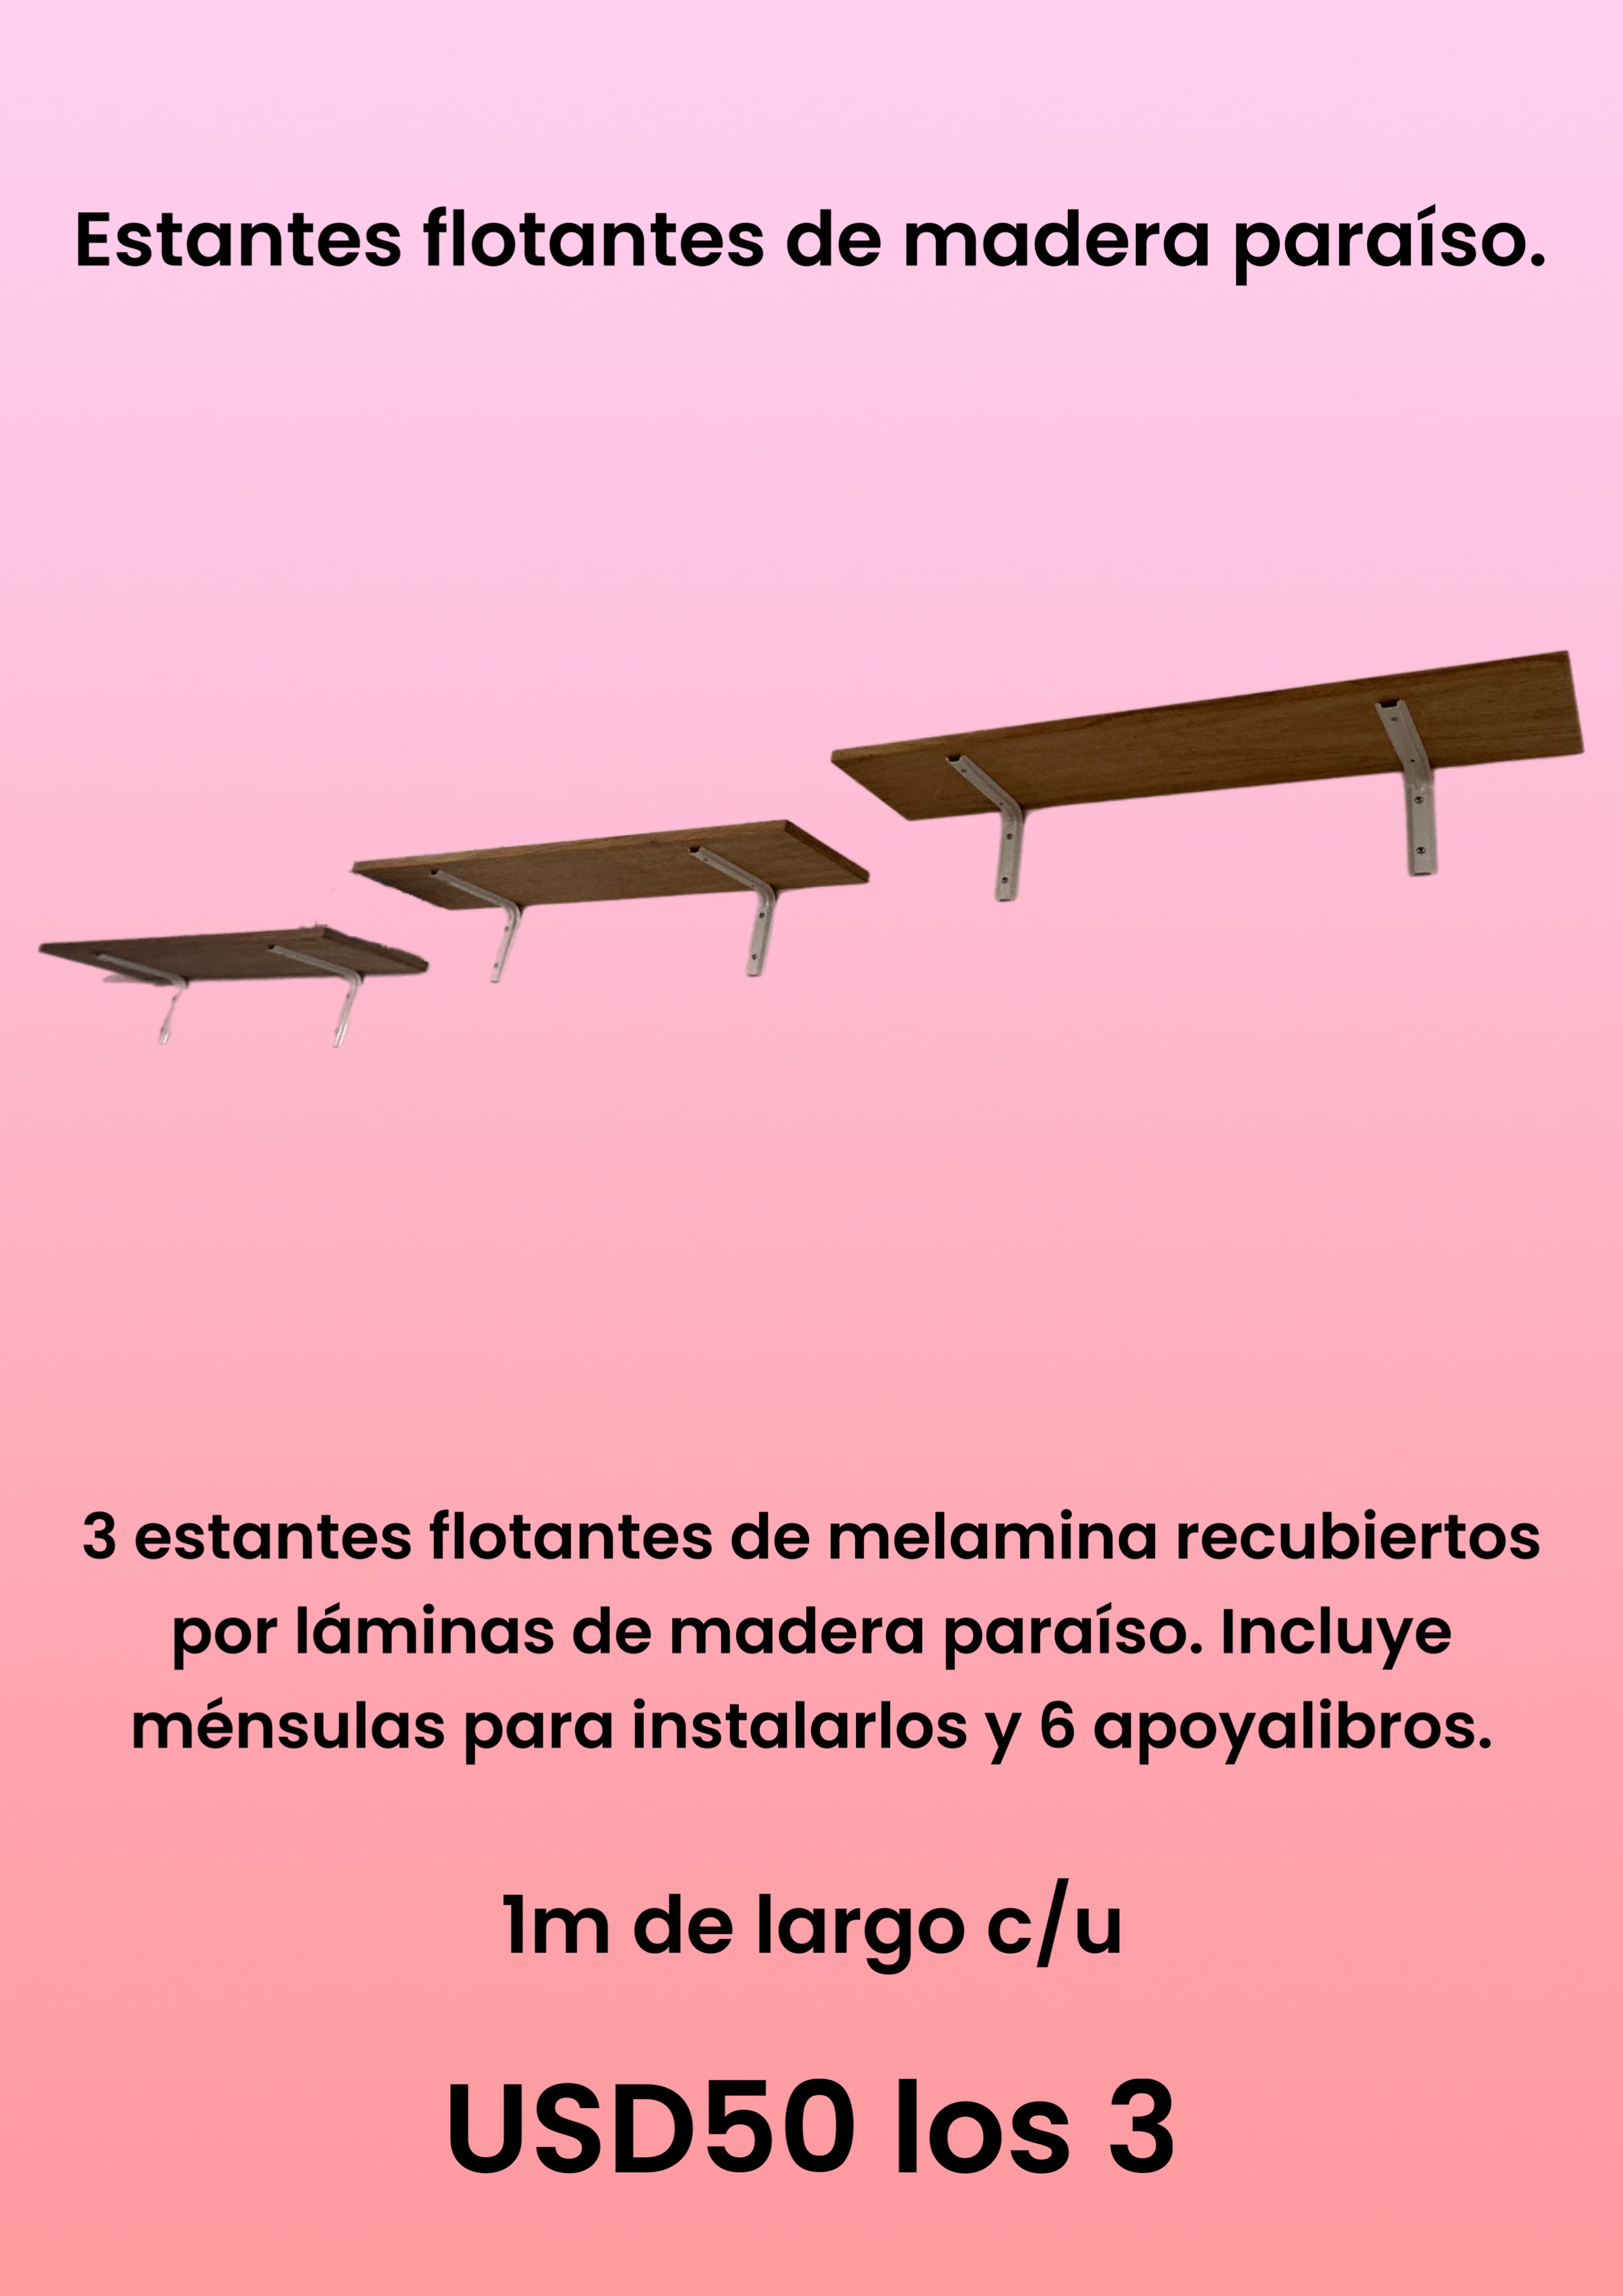 Estantes flotantes de madera paraíso.
3 estantes flotantes de melamina recubiertos
por láminas de madera paraíso. Incluye
ménsulas para instalarlos y 6 apoyalibros.
1m de largo c/u
USD50 los 3